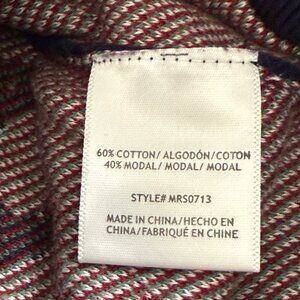 60% COTTON/ ALGODÓN/COTON
40% MODAL/ MODAL/ MODAL
STYLE# MRS0713
MADE IN CHINA/HECHO EN
CHINA/FABRIQUÉ EN CHINE